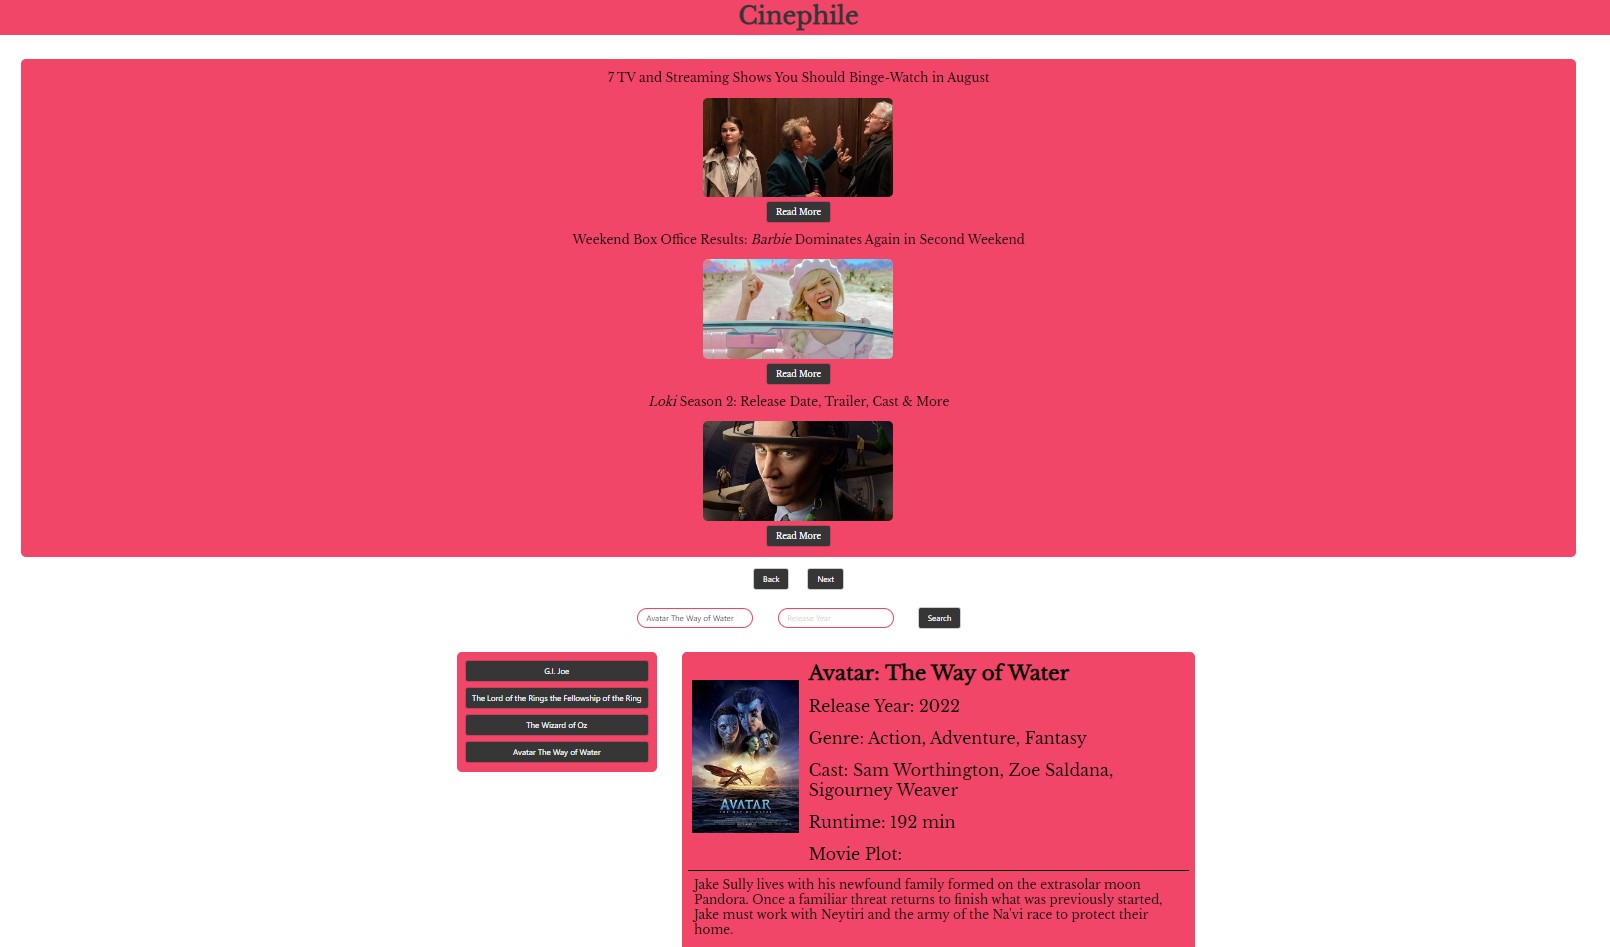 Cinephile
7 TV and Streaming Shows You Should Binge-Watch in August
Read More
Weekend Box Office Results: Barbie Dominates Again in Second Weekend
Read More
Loki Season 2: Release Date, Trailer, Cast & More
Read More
Back
Next
Avatar The Way of Water
Release Year
Search
G.I. Joe
The Lord of the Rings the Fellowship of the Ring
The Wizard of Oz
Avatar The Way of Water
AVATAR
THE WAY OF WATER
Avatar: The Way of Water
Release Year: 2022
Genre: Action, Adventure, Fantasy
Cast: Sam Worthington, Zoe Saldana,
Sigourney Weaver
Runtime: 192 min
Movie Plot:
Jake Sully lives with his newfound family formed on the extrasolar moon
Pandora. Once a familiar threat returns to finish what was previously started,
Jake must work with Neytiri and the army of the Na'vi race to protect their
home.